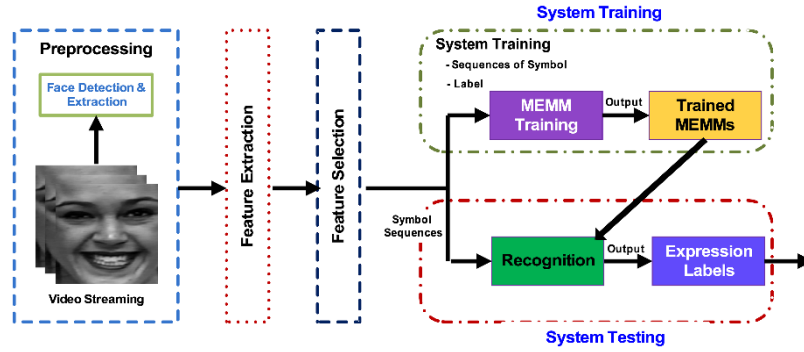 System Training
Preprocessing
Face Detection &
Extraction
Video Streaming
Feature Extraction
Feature Selection
System Training
- Sequences of Symbol
- Label
MEMM
Training
Output
Trained
MEMMs
Symbol
Sequences
Recognition
Output
Expression
Labels
System Testing